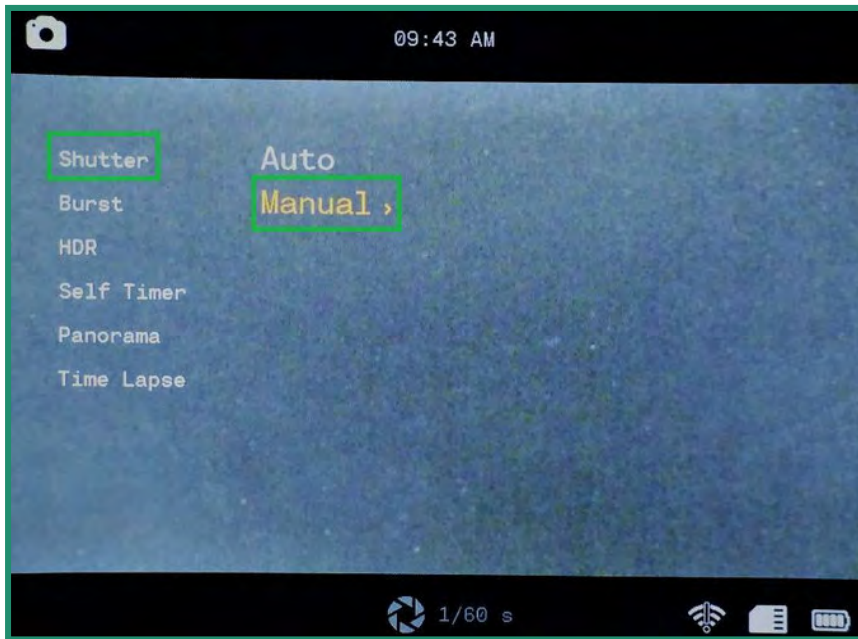 09:43 AM
Shutter
Auto
Burst
Manual ›
HDR
Self Timer
Panorama
Time Lapse
1/60 s